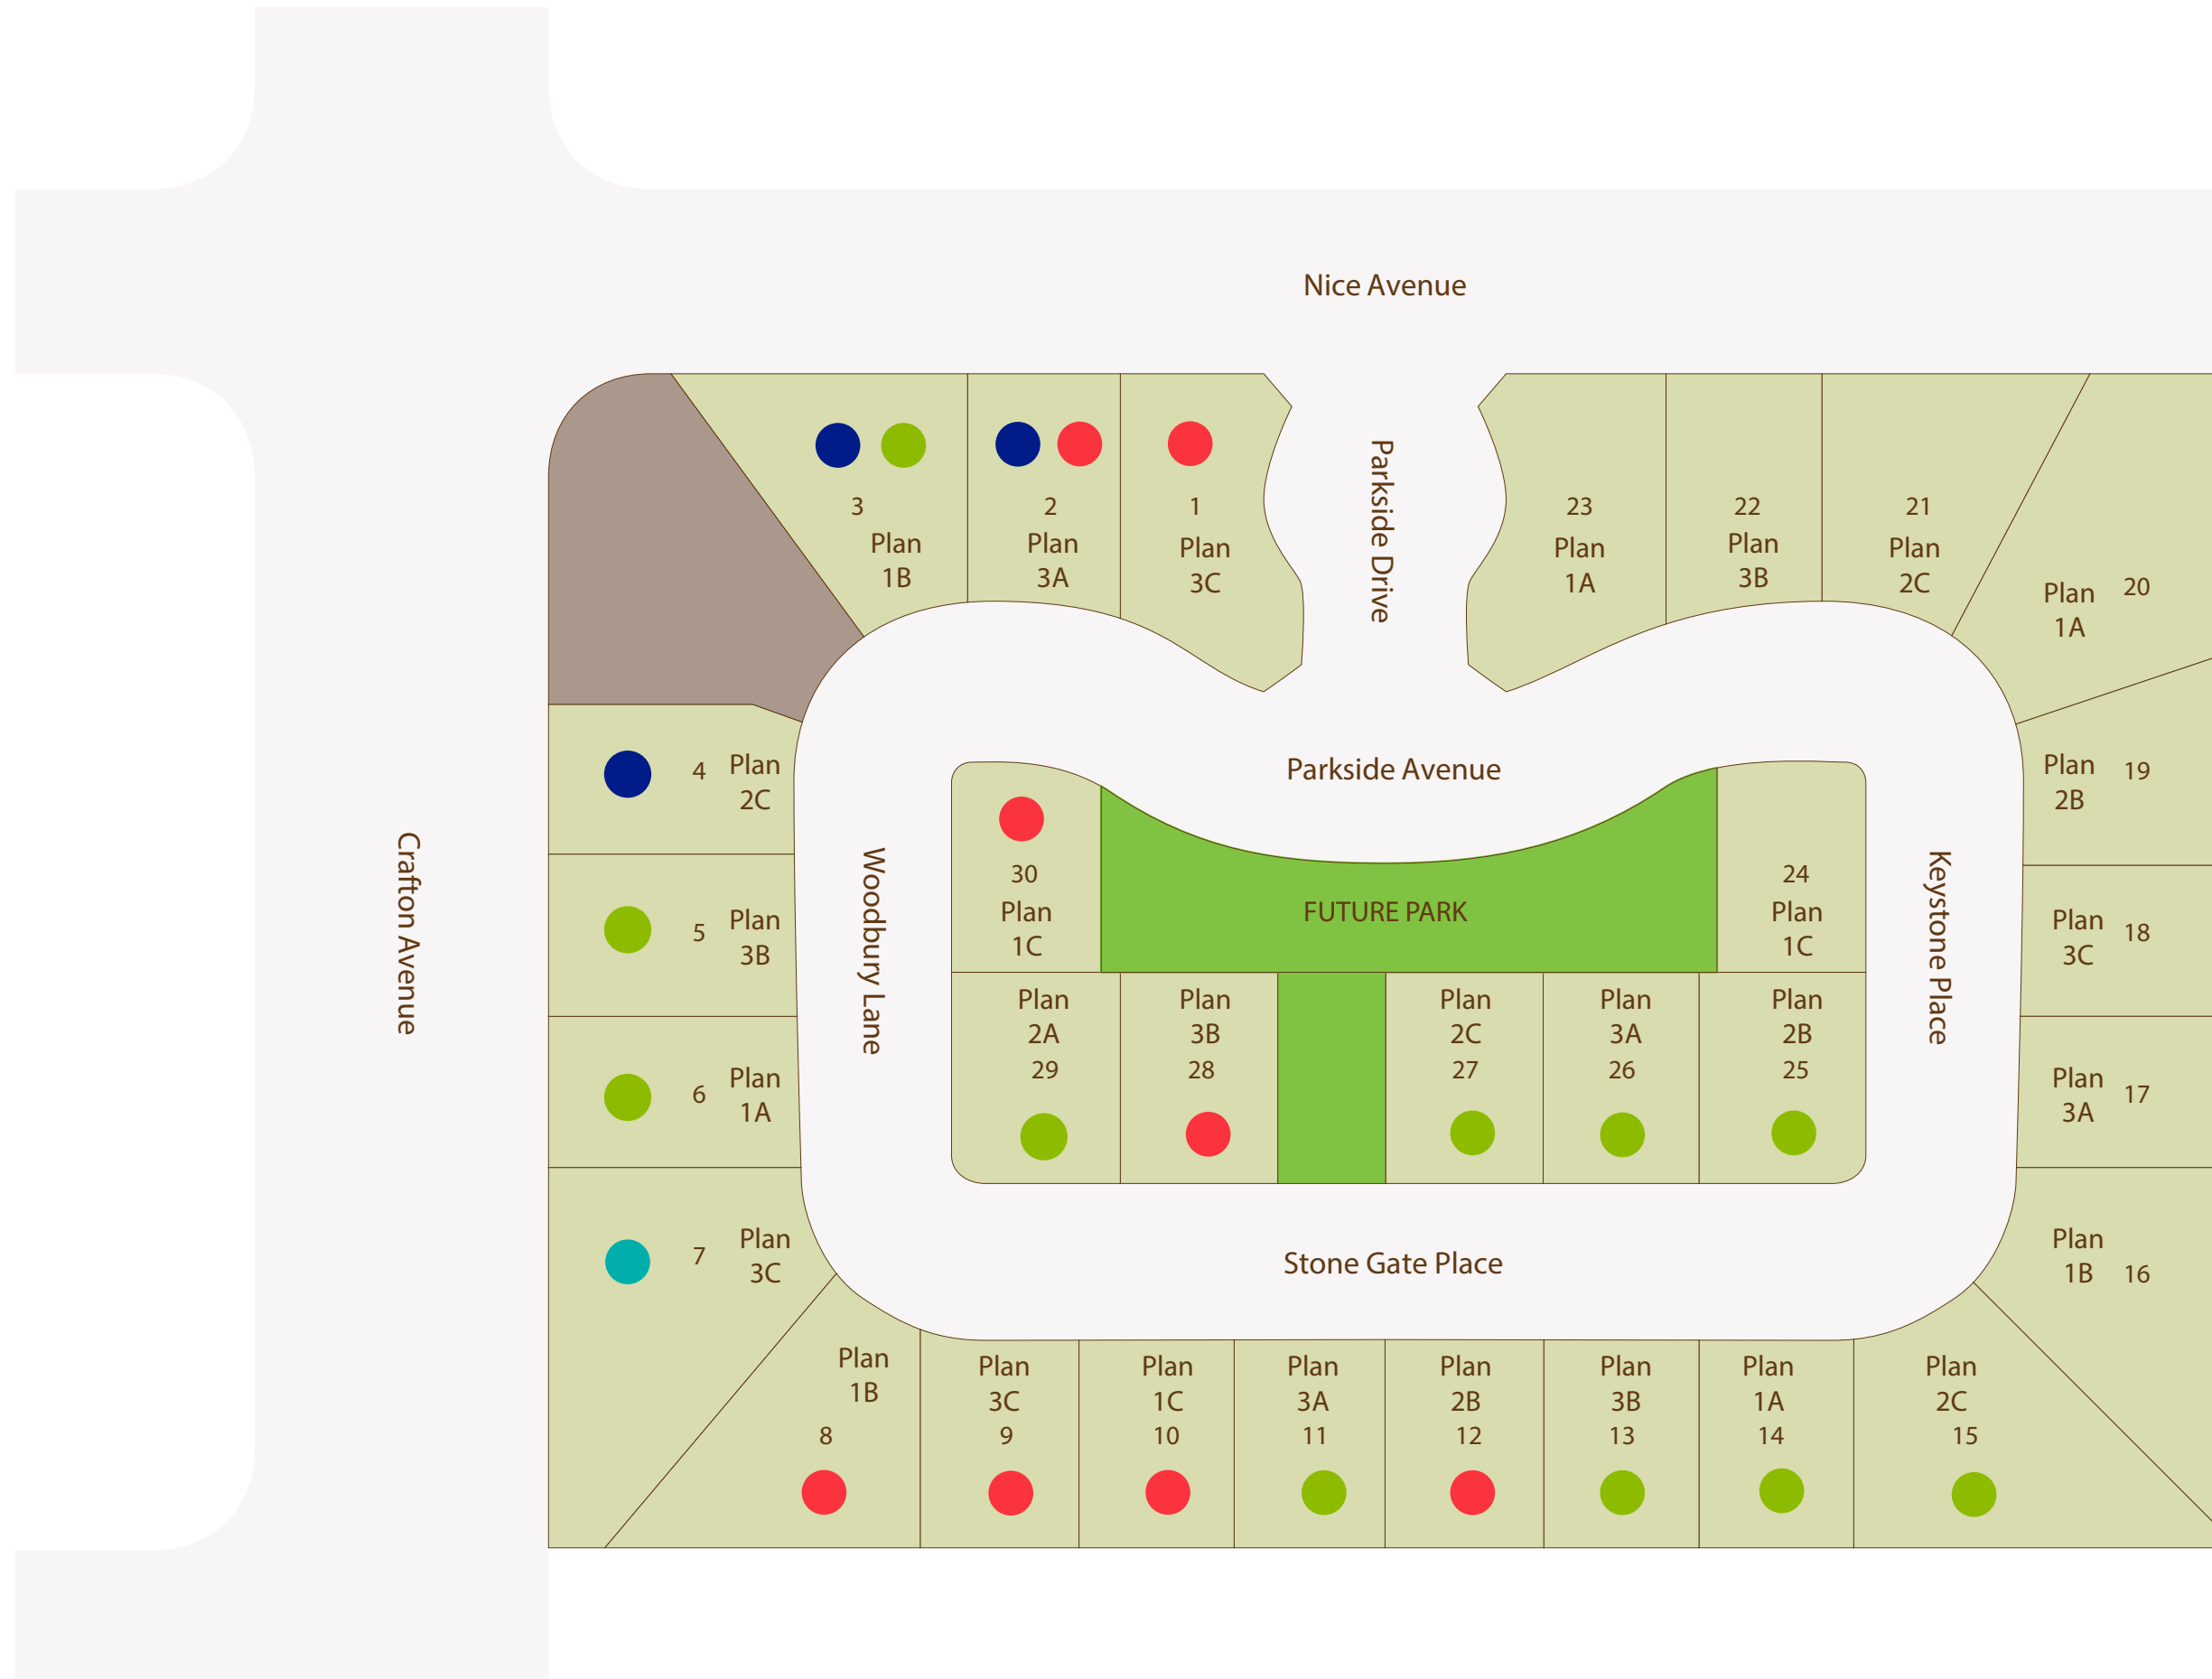 Nice Avenue
Parkside Drive
3
Plan
1B
2
Plan
3A
1
Plan
3C
23
Plan
1A
22
Plan
3B
21
Plan
2C
20
Plan
1A
Parkside Avenue
4
Plan
2C
19
Plan
2B
Crafton Avenue
Woodbury Lane
Keystone Place
30
Plan
1C
FUTURE PARK
24
Plan
1C
5
Plan
3B
18
Plan
3C
Plan
2A
29
Plan
3B
28
Plan
2C
27
Plan
3A
26
Plan
2B
25
6
Plan
1A
17
Plan
3A
7
Plan
3C
Stone Gate Place
Plan
1B
16
Plan
1B
8
Plan
3C
9
Plan
1C
10
Plan
3A
11
Plan
2B
12
Plan
3B
13
Plan
1A
14
Plan
2C
15